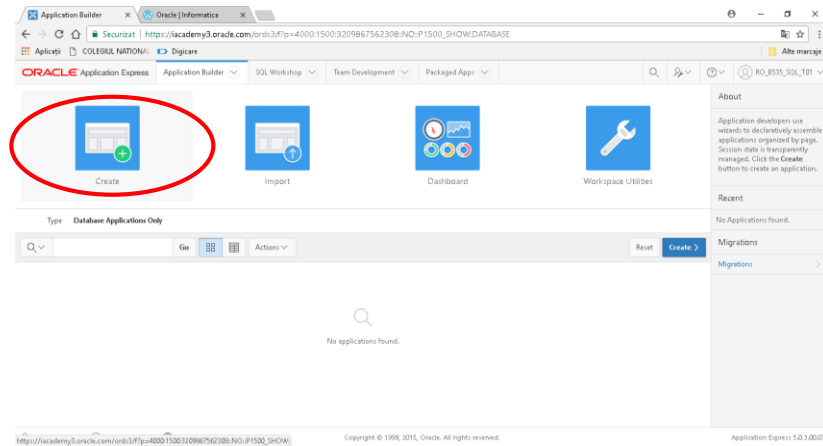 Application Builder
Oracle | Informatica
Securizat | https://iacademy3.oracle.com/ords3/f?p=4000:1500:3209867562308::NO::P1500_SHOW:DATABASE
Aplicații COLEGIUL NATIONAL Digicare Alte marcaje
ORACLE Application Express Application Builder SQL Workshop Team Development Packaged Apps RO_B535_SQL_T01
Create
Import
Dashboard
Workspace Utilities
About
Application developers use
wizards to declaratively assemble
applications organized by page.
Session state is transparently
managed. Click the Create
button to create an application.
Recent
No Applications found.
Migrations
Migrations
Type Database Applications Only
Go Actions Reset Create >
No applications found.
https://iacademy3.oracle.com/ords3/f?p=4000:1500:3209867562308::NO::P1500_SHOW:
Copyright © 1999, 2015, Oracle. All rights reserved.
Application Express 5.0.3.00.03